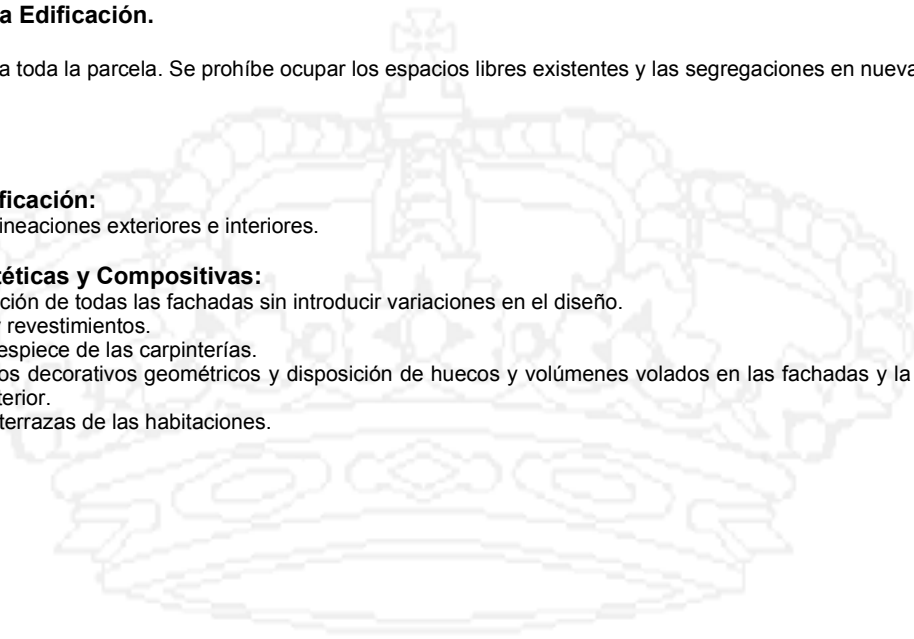 a Edificación.
a toda la parcela. Se prohíbe ocupar los espacios libres existentes y las segregaciones en nueva
ficación:
ineaciones exteriores e interiores.
téticas y Compositivas:
ción de todas las fachadas sin introducir variaciones en el diseño.
revestimientos.
espiece de las carpinterías.
os decorativos geométricos y disposición de huecos y volúmenes volados en las fachadas y la
terior.
terrazas de las habitaciones.